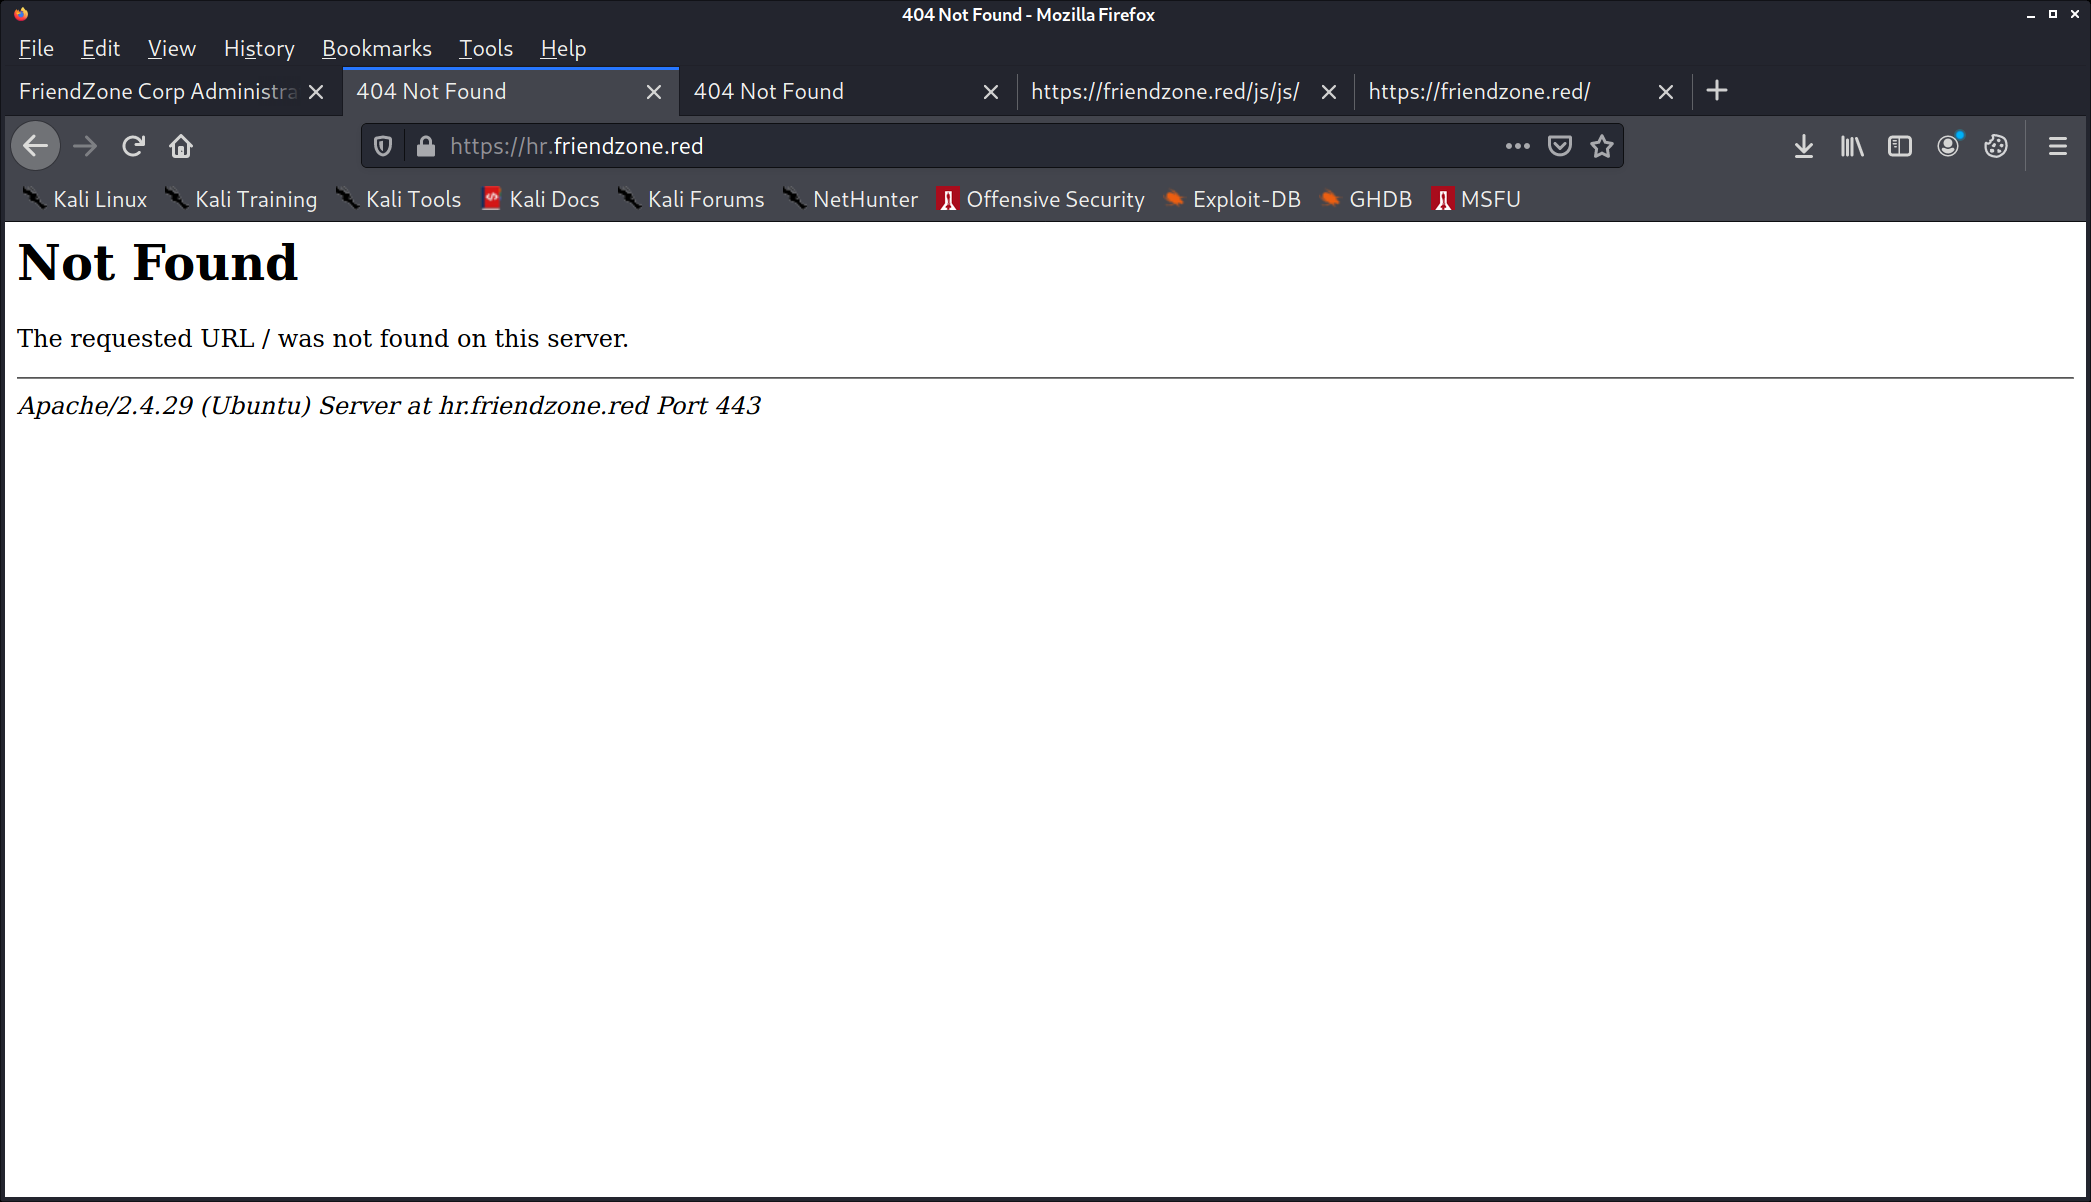 404 Not Found - Mozilla Firefox
File Edit View History Bookmarks Tools Help
FriendZone Corp Administra 404 Not Found 404 Not Found https://friendzone.red/js/js/ https://friendzone.red/
https://hr.friendzone.red
Kali Linux Kali Training Kali Tools Kali Docs Kali Forums NetHunter Offensive Security Exploit-DB GHDB MSFU
Not Found
The requested URL / was not found on this server.
Apache/2.4.29 (Ubuntu) Server at hr.friendzone.red Port 443